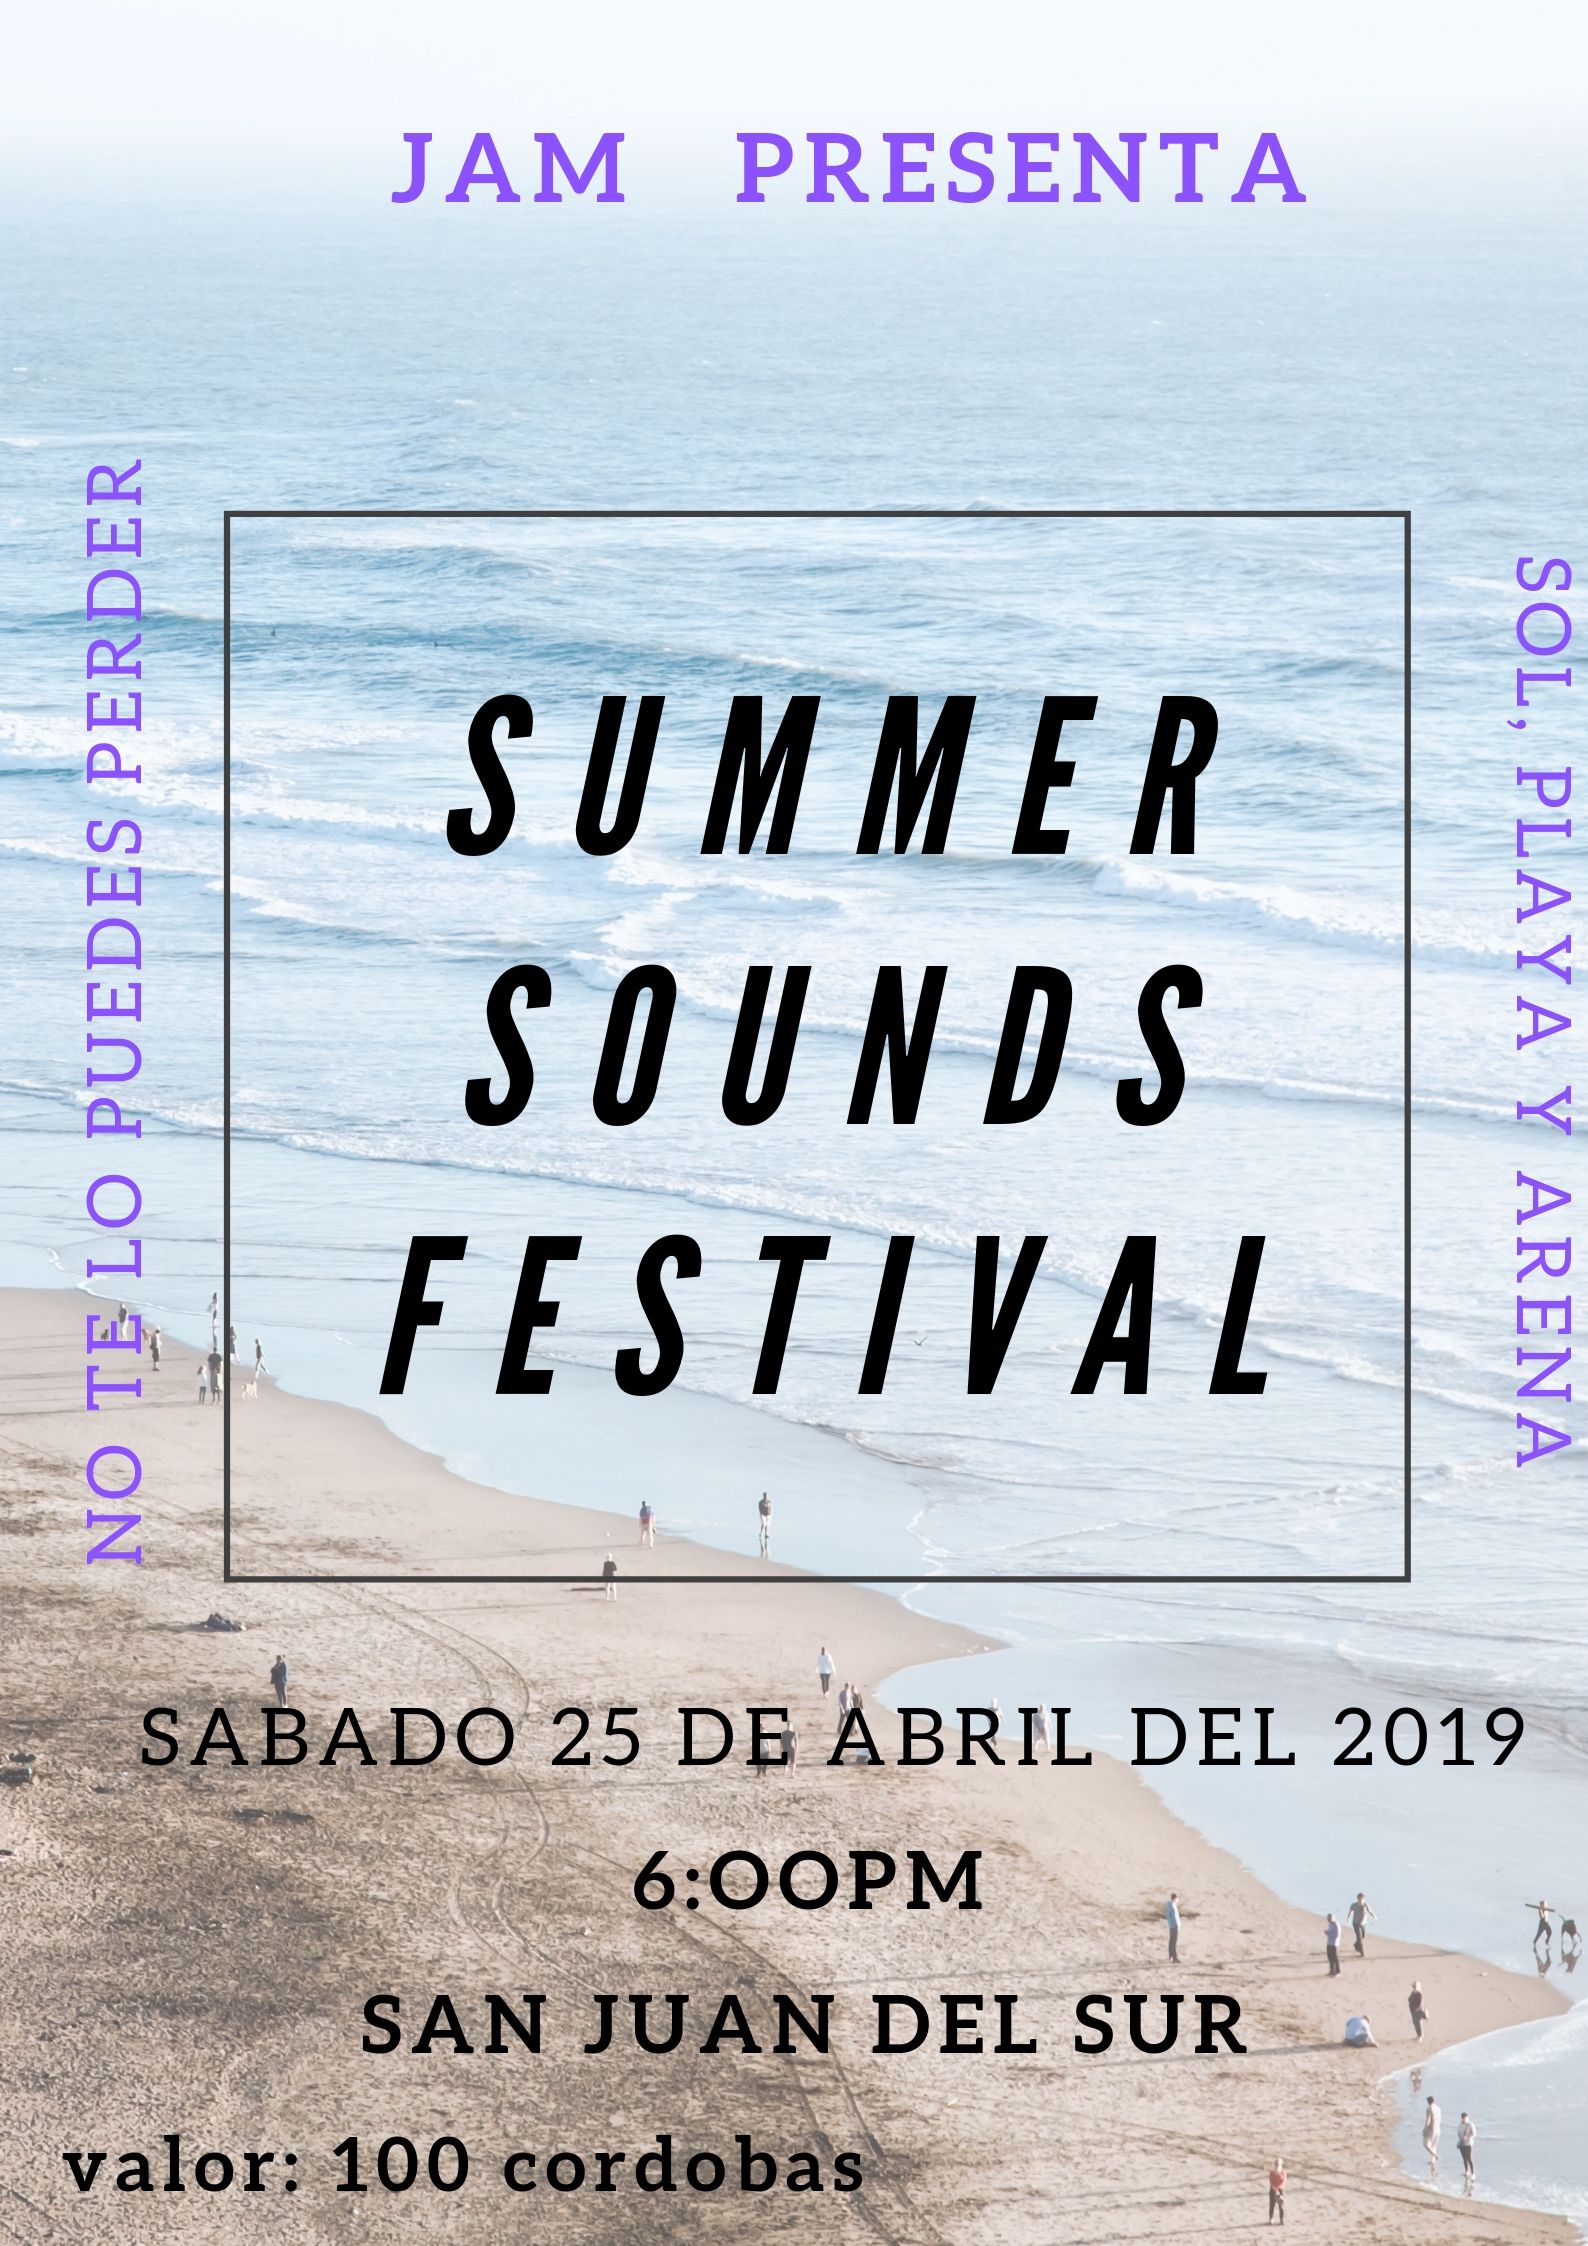 JAM PRESENTA
NO TE LO PUEDES PERDER
SUMMER
SOUNDS
FESTIVAL
SOL, PLAYA Y ARENA
SABADO 25 DE ABRIL DEL 2019
6:OOPM
SAN JUAN DEL SUR
valor: 100 cordobas